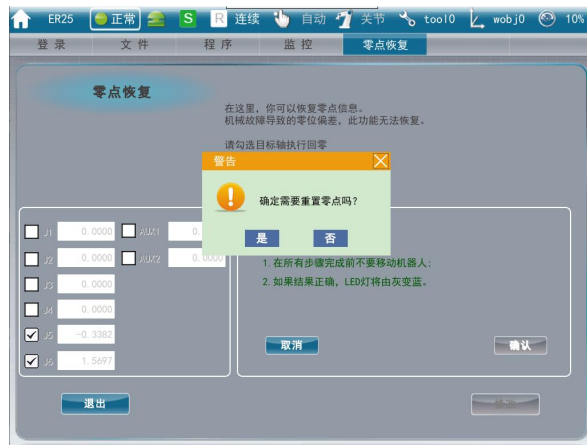 ER25 正常 S R 连续 自动 关节 tool0 wobj0 10%
登录 文件 程序 监控 零点恢复
零点恢复
在这里，你可以恢复零点信息。
机械故障导致的零位偏差，此功能无法恢复。
请勾选目标轴执行回零
警告
确定需要重置零点吗？
是 否
J1 0.0000 AUX1 0.
J2 0.0000 AUX2 0.0000
J3 0.0000
J4 0.0000
J5 -0.3382
J6 1.5697
1.在所有步骤完成前不要移动机器人；
2.如果结果正确，LED灯将由灰变蓝。
取消 确认
退出